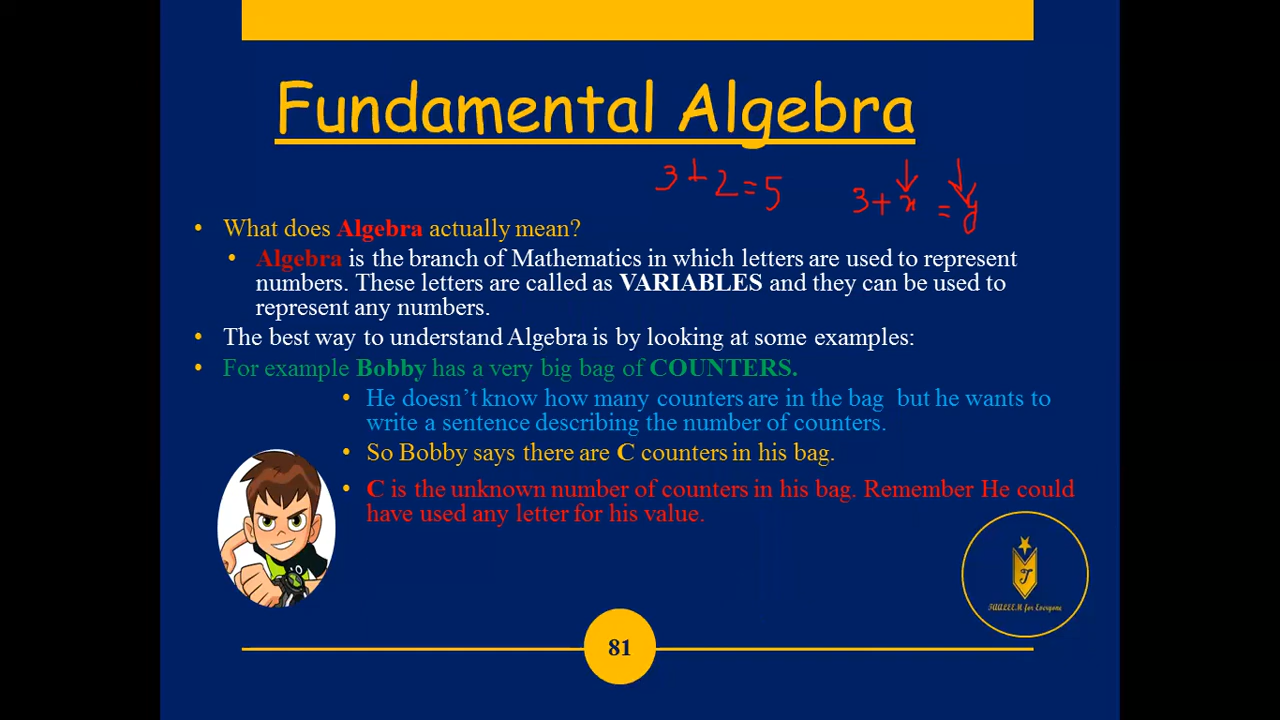 Fundamental Algebra
3+2=5 3+x=y
• What does Algebra actually mean?
• Algebra is the branch of Mathematics in which letters are used to represent
numbers. These letters are called as VARIABLES and they can be used to
represent any numbers.
• The best way to understand Algebra is by looking at some examples:
• For example Bobby has a very big bag of COUNTERS.
• He doesn't know how many counters are in the bag but he wants to
write a sentence describing the number of counters.
• So Bobby says there are C counters in his bag.
• C is the unknown number of counters in his bag. Remember He could
have used any letter for his value.
T
TAALEEM for Everyone
81